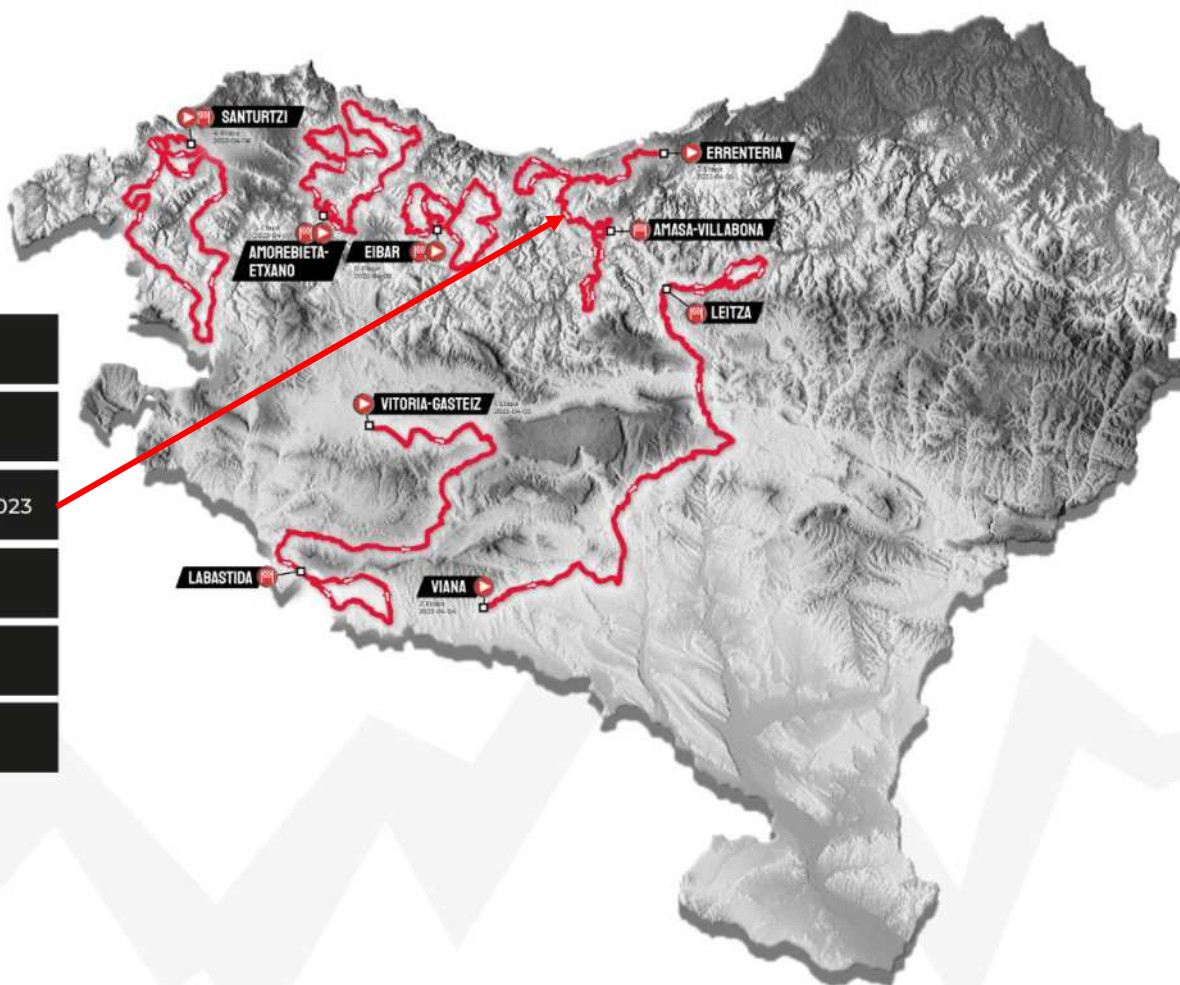 SANTURTZI
ERRENTERIA
AMASA-VILLABONA
AMOREBIETA-
ETXANO
EIBAR
LEITZA
VITORIA-GASTEIZ
023
LABASTIDA
VIANA